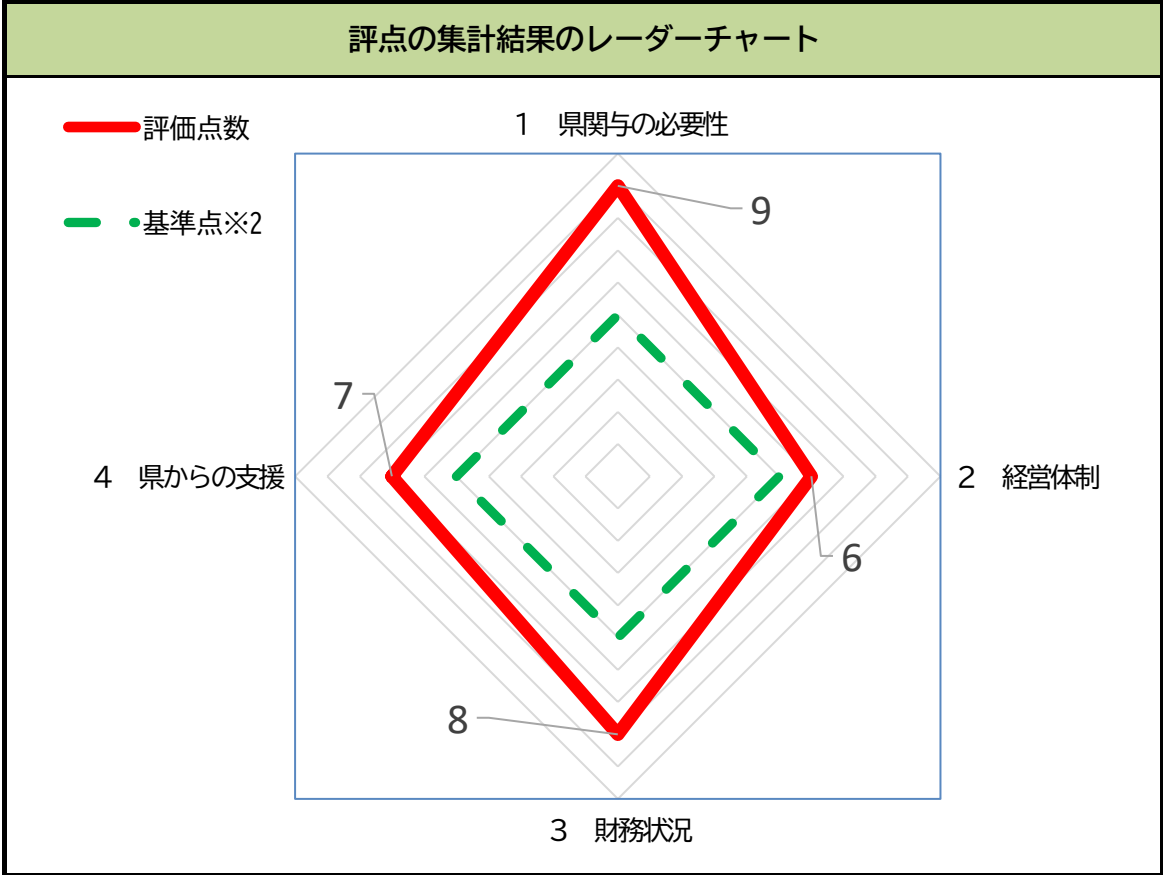 評点の集計結果のレーダーチャート
評価点数
基準点※2
1　県関与の必要性
9
7
4　県からの支援
2　経営体制
6
8
3　財務状況